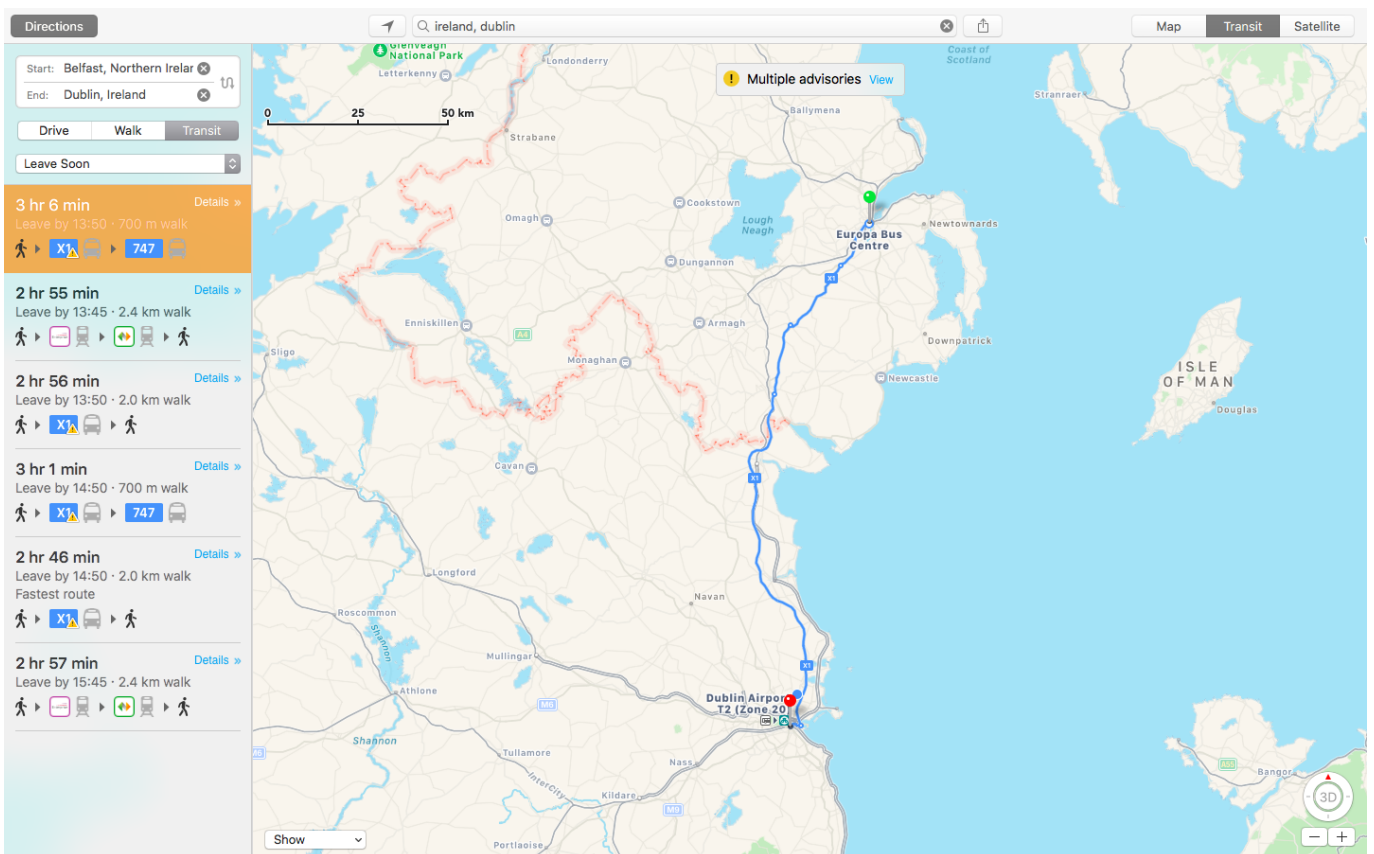 Directions
ireland, dublin
Map
Transit
Satellite
Start: Belfast, Northern Irelar
End: Dublin, Ireland
Drive
Walk
Transit
Leave Soon
3 hr 6 min
Details »
Leave by 13:50 · 700 m walk
X1
747
2 hr 55 min
Details »
Leave by 13:45 · 2.4 km walk
2 hr 56 min
Details »
Leave by 13:50 · 2.0 km walk
X1
3 hr 1 min
Details »
Leave by 14:50 · 700 m walk
X1
747
2 hr 46 min
Details »
Leave by 14:50 · 2.0 km walk
Fastest route
X1
2 hr 57 min
Details »
Leave by 15:45 · 2.4 km walk
Glenveagh
National Park
Letterkenny
Londonderry
Coast of
Scotland
Multiple advisories View
Stranraer
0 25 50 km
Ballymena
Strabane
Cookstown
Omagh
Lough
Neagh
Newtownards
Europa Bus
Centre
Dungannon
X1
Enniskillen
A4
Armagh
Downpatrick
Sligo
Monaghan
Newcastle
ISLE
OF MAN
Douglas
Cavan
X1
Longford
Navan
Roscommon
Shannon
Mullingar
X1
Athlone
M6
Dublin Airpor
T2 (Zone 20
Shannon
M6
Tullamore
Nass
InterCity
Kildare
M9
A55
Bangor
3D
Show
Portlaoise